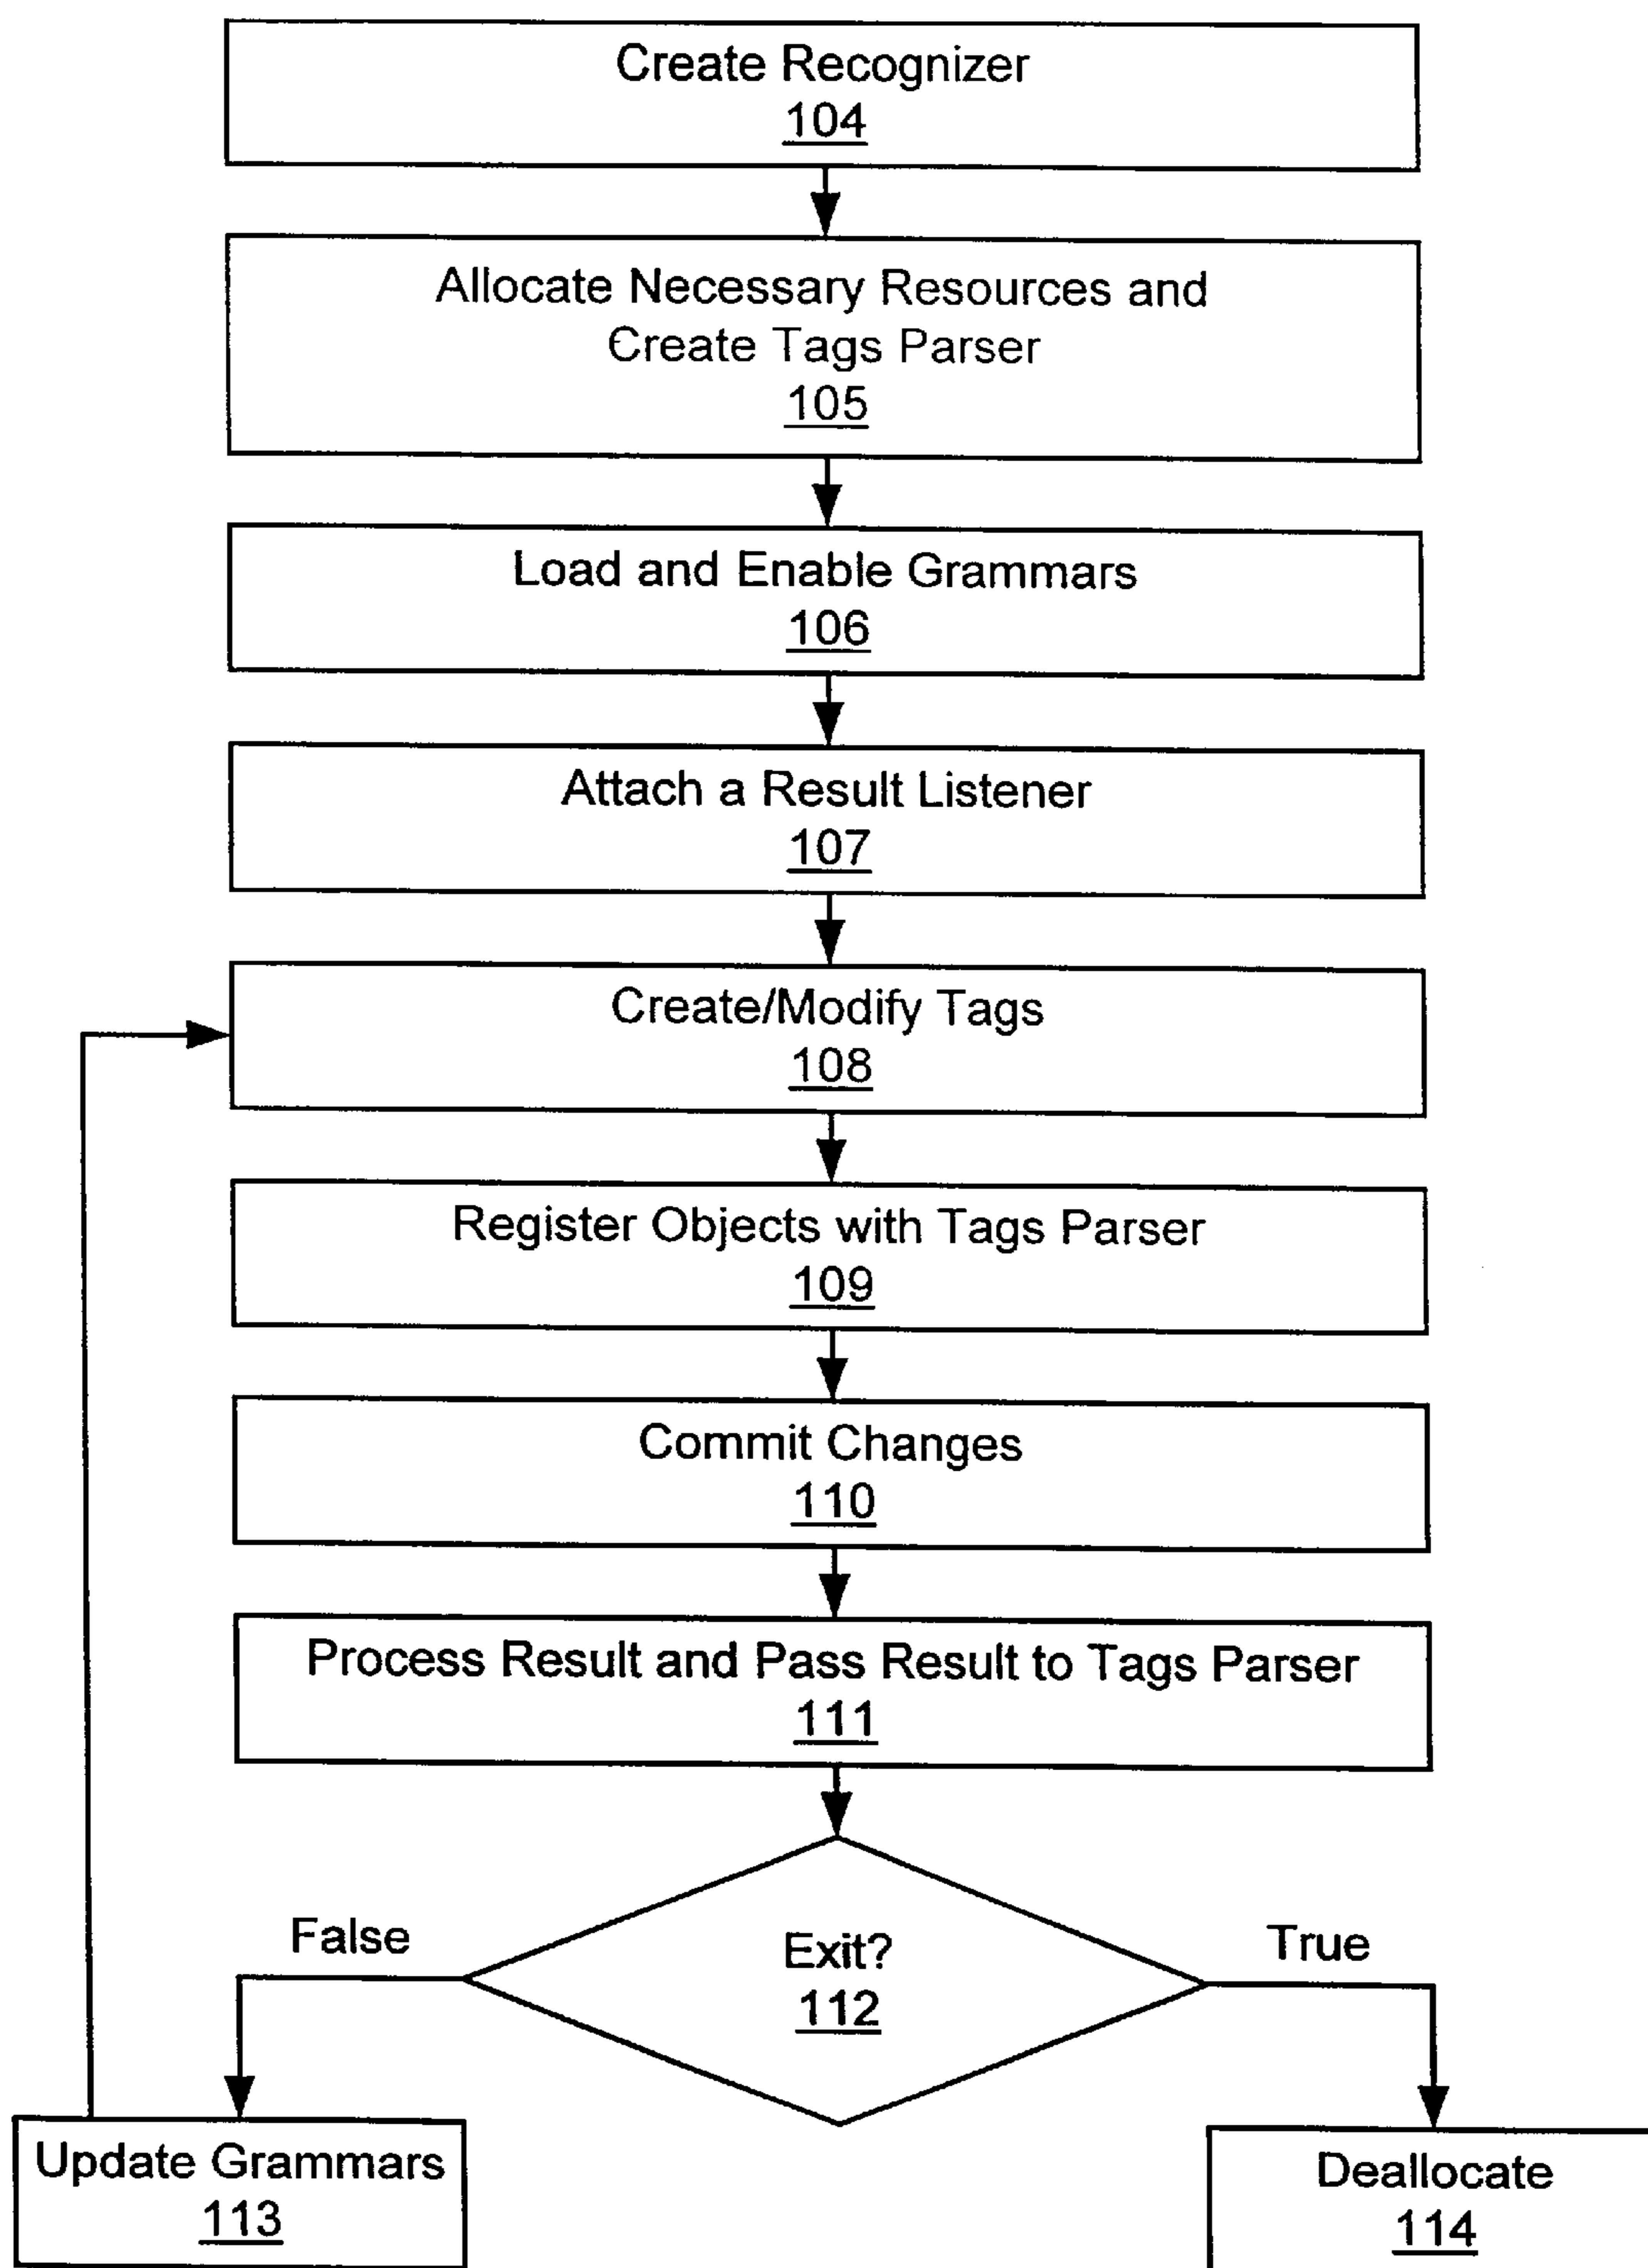 Create Recognizer
104
Allocate Necessary Resources and
Create Tags Parser
105
Load and Enable Grammars
106
Attach a Result Listener
107
Create/Modify Tags
108
Register Objects with Tags Parser
109
Commit Changes
110
Process Result and Pass Result to Tags Parser
111
False
Exit?
True
112
Update Grammars
113
Deallocate
114